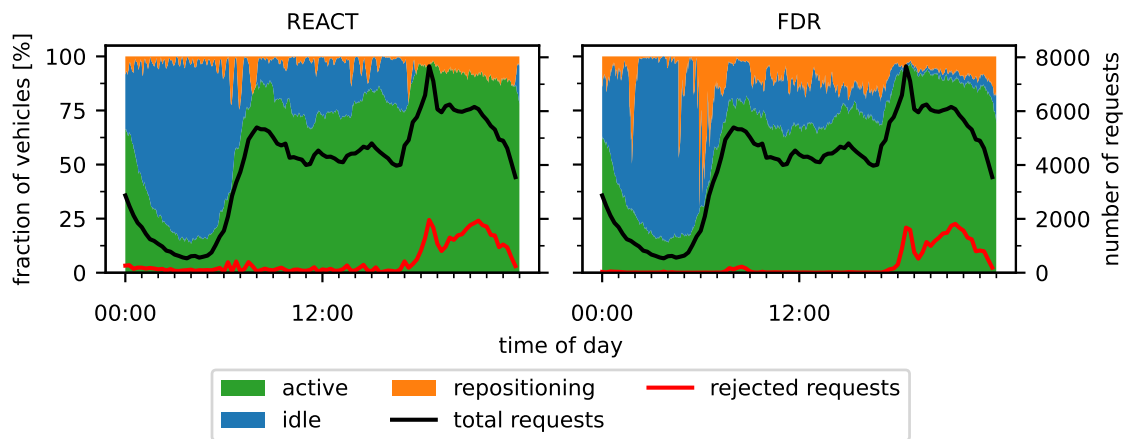 REACT
FDR
fraction of vehicles [%]
100
75
50
25
0
8000
6000
4000
2000
0
number of requests
00:00
12:00
00:00
12:00
time of day
active
repositioning
rejected requests
idle
total requests